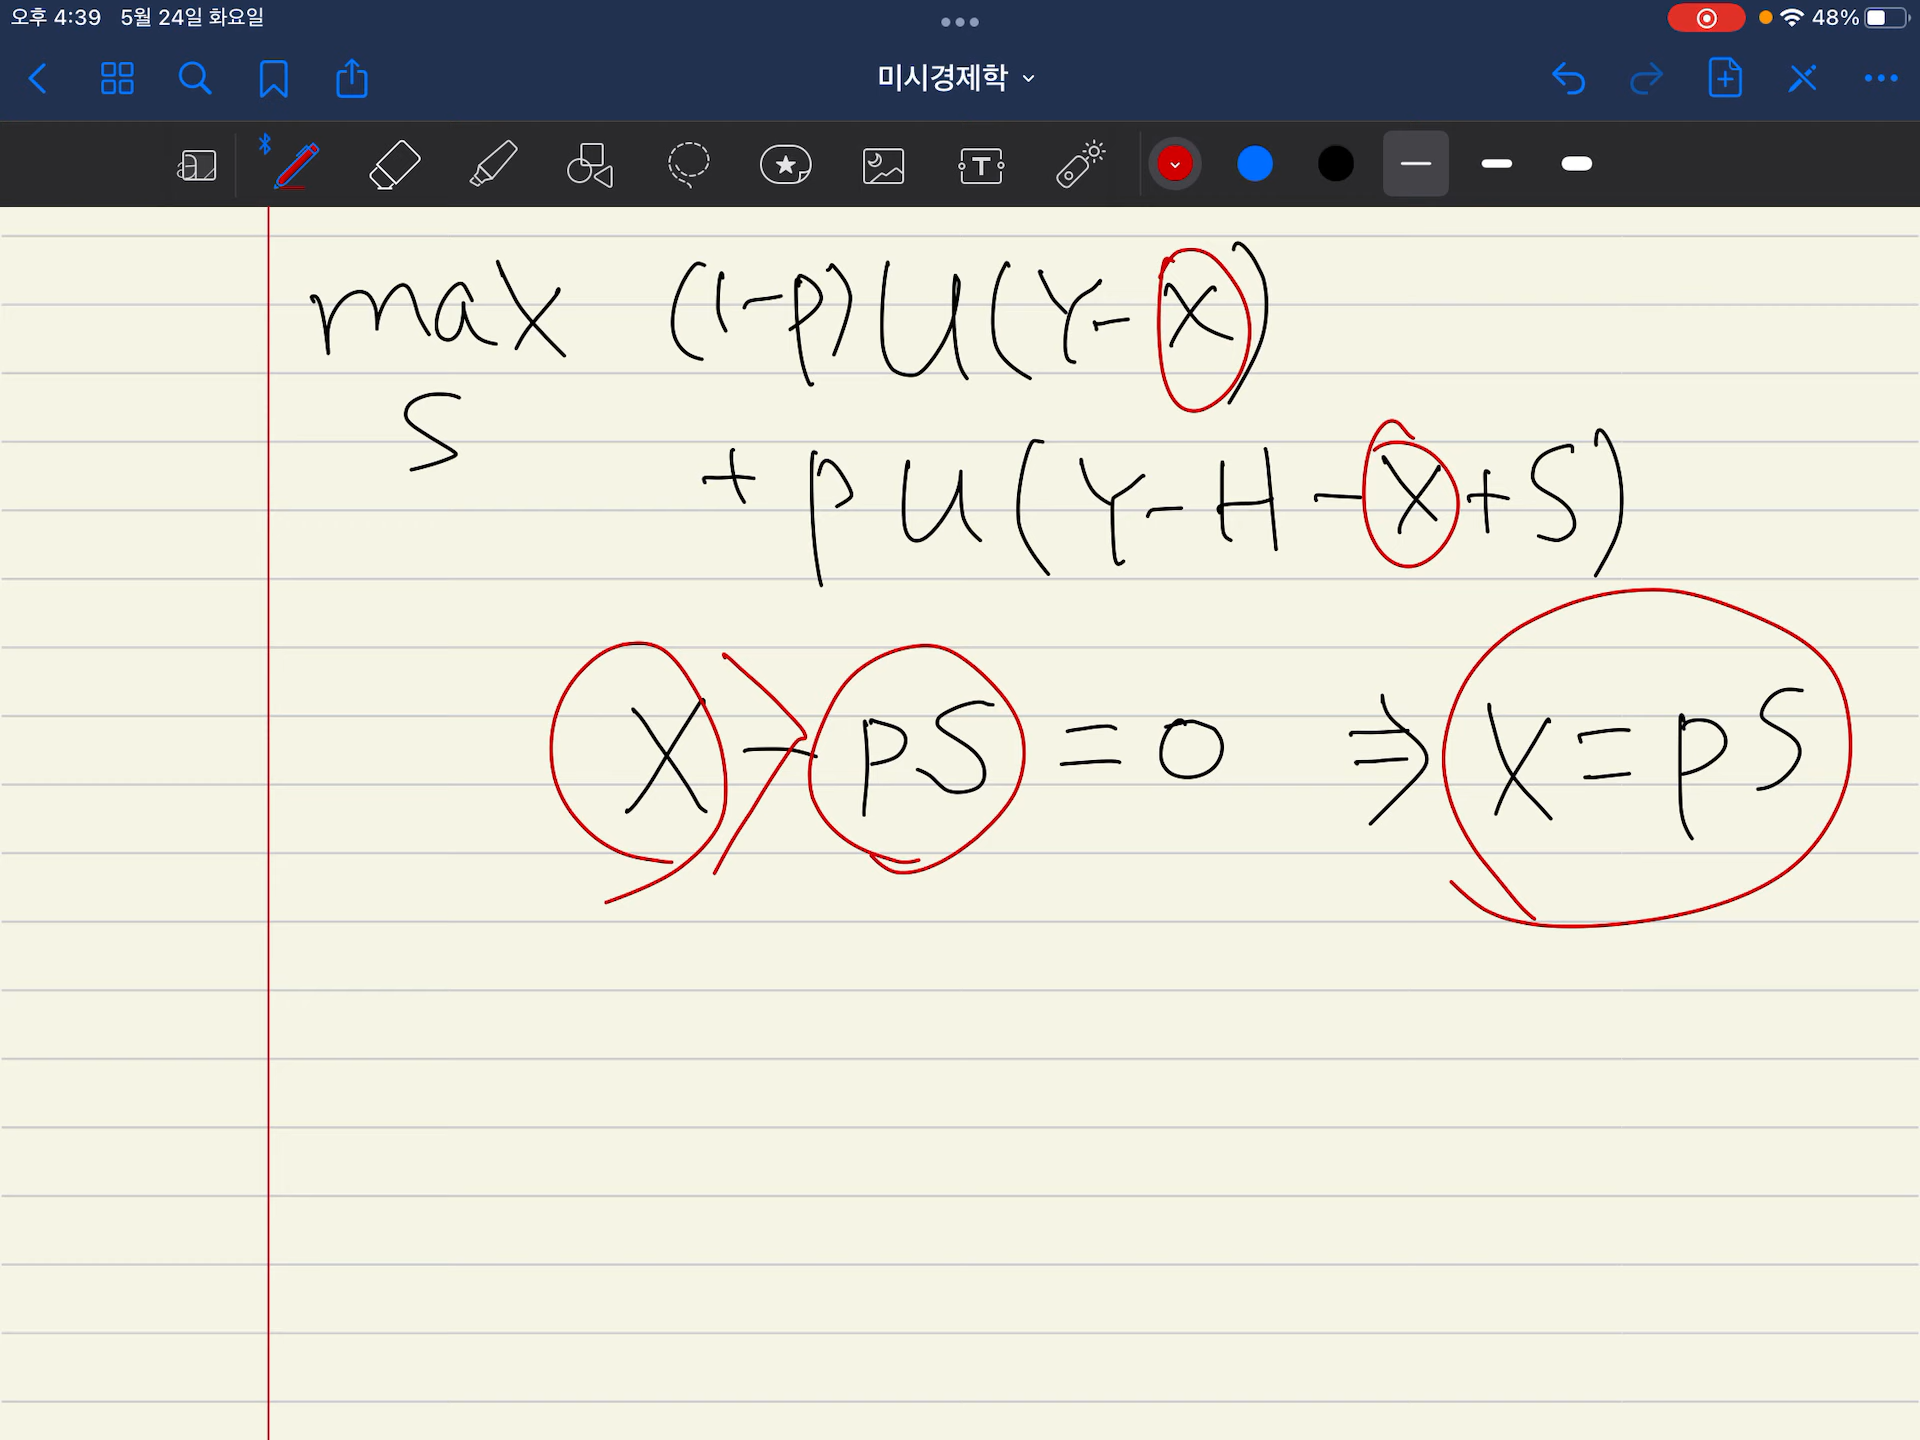 오후 4:39 5월 24일 화요일
48%
미시경제학
T
max (1-p)U(Y-X)
S
+ pU(Y-H-X+S)
X - pS = 0 ⇒ X = pS